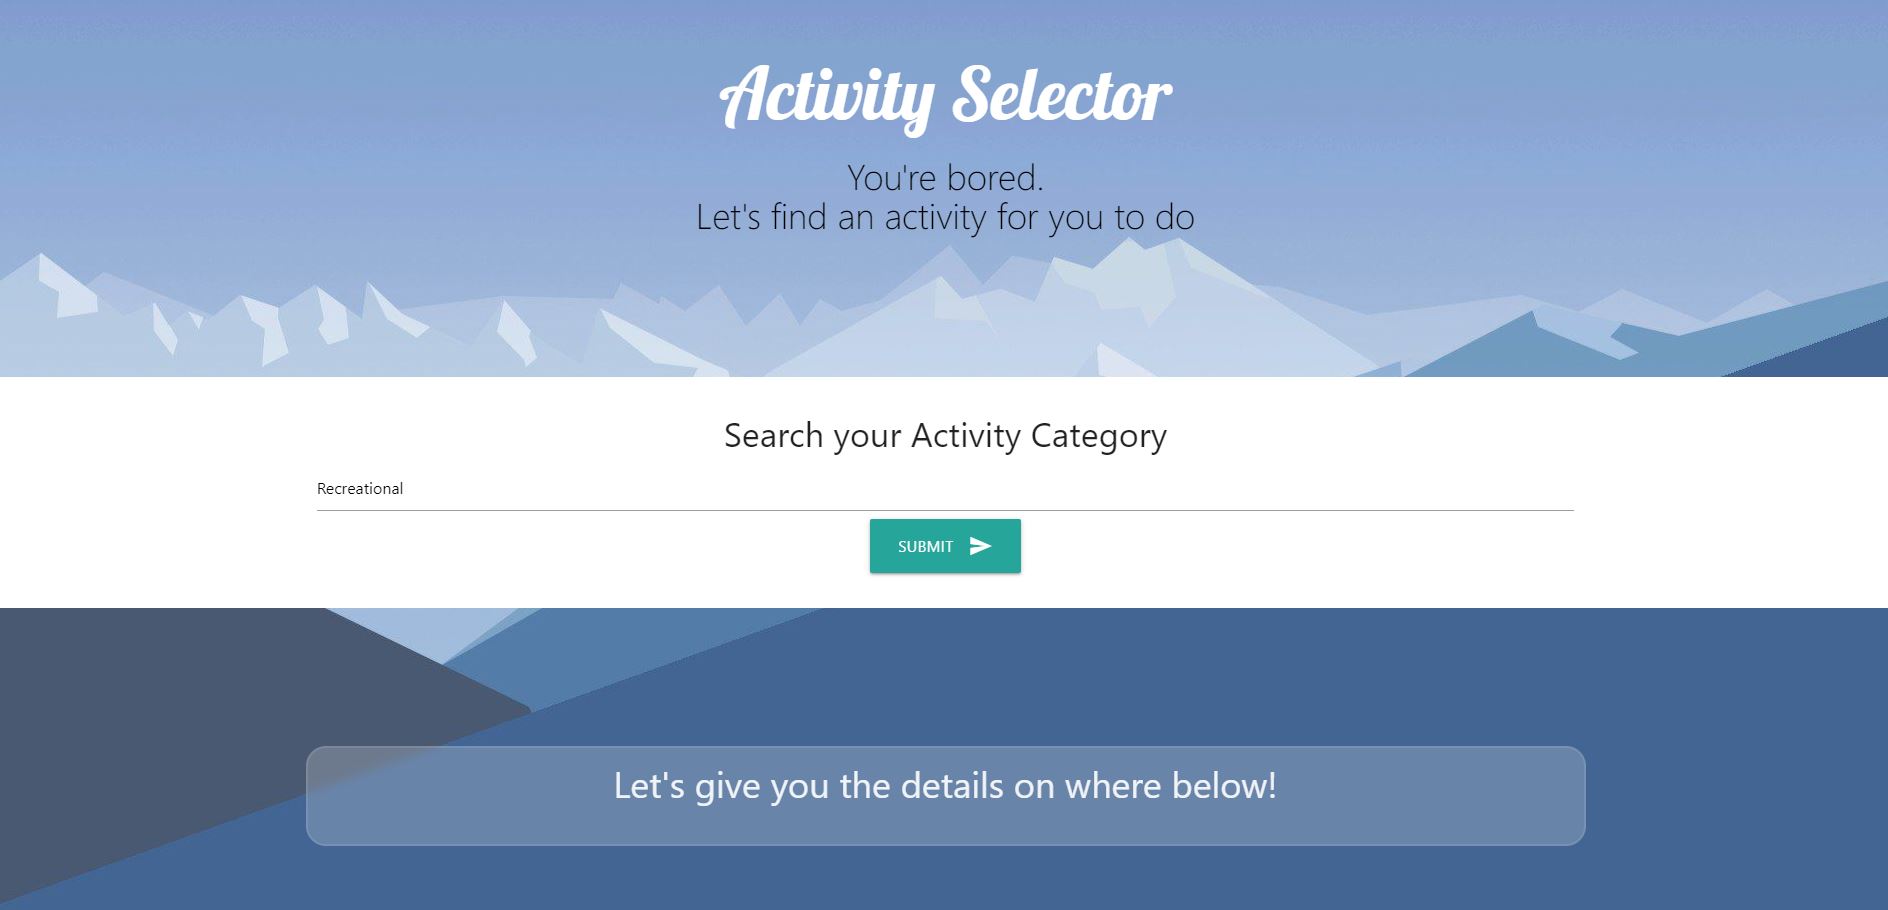 Activity Selector
You're bored.
Let's find an activity for you to do
Search your Activity Category
Recreational
SUBMIT
Let's give you the details on where below!